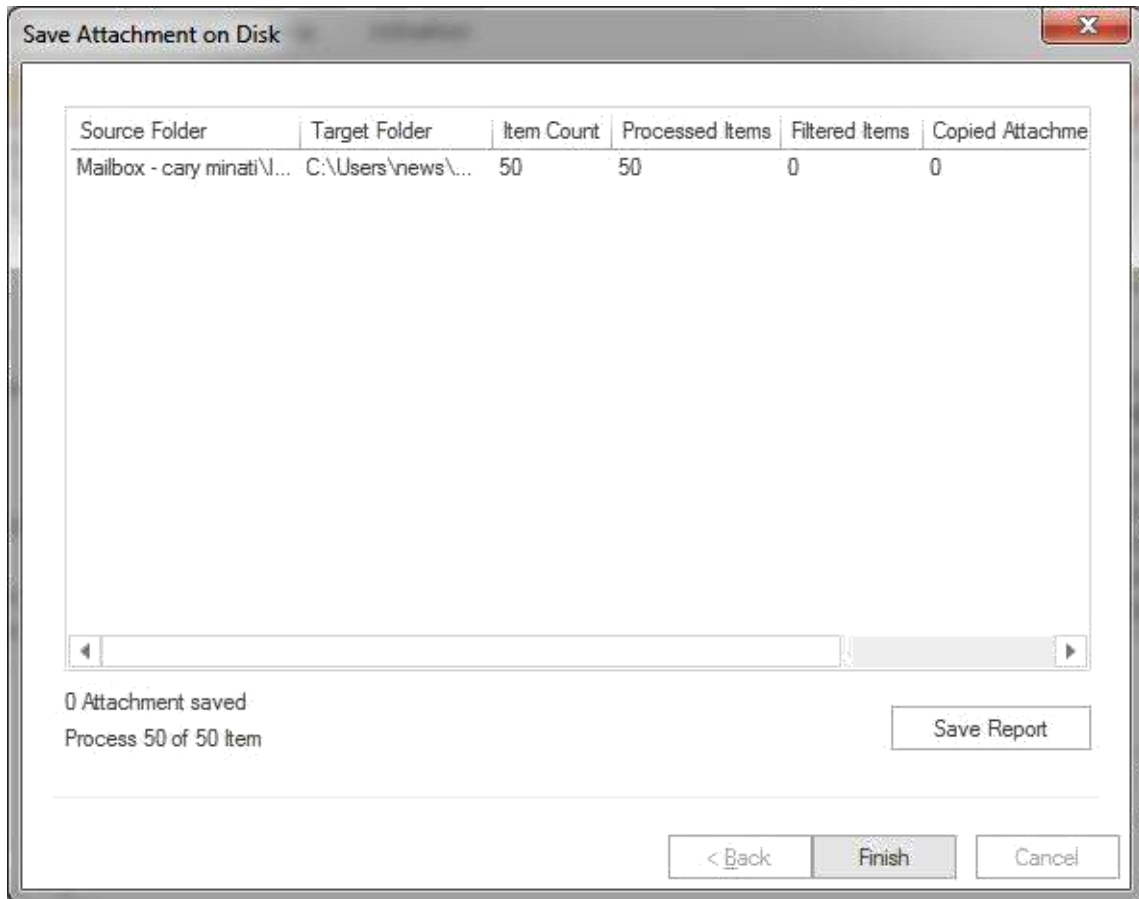 Save Attachment on Disk
Source Folder Target Folder Item Count Processed Items Filtered Items Copied Attachme
Mailbox - cary minati\I... C:\Users\news\... 50 50 0 0
0 Attachment saved
Process 50 of 50 Item
Save Report
< Back Finish Cancel